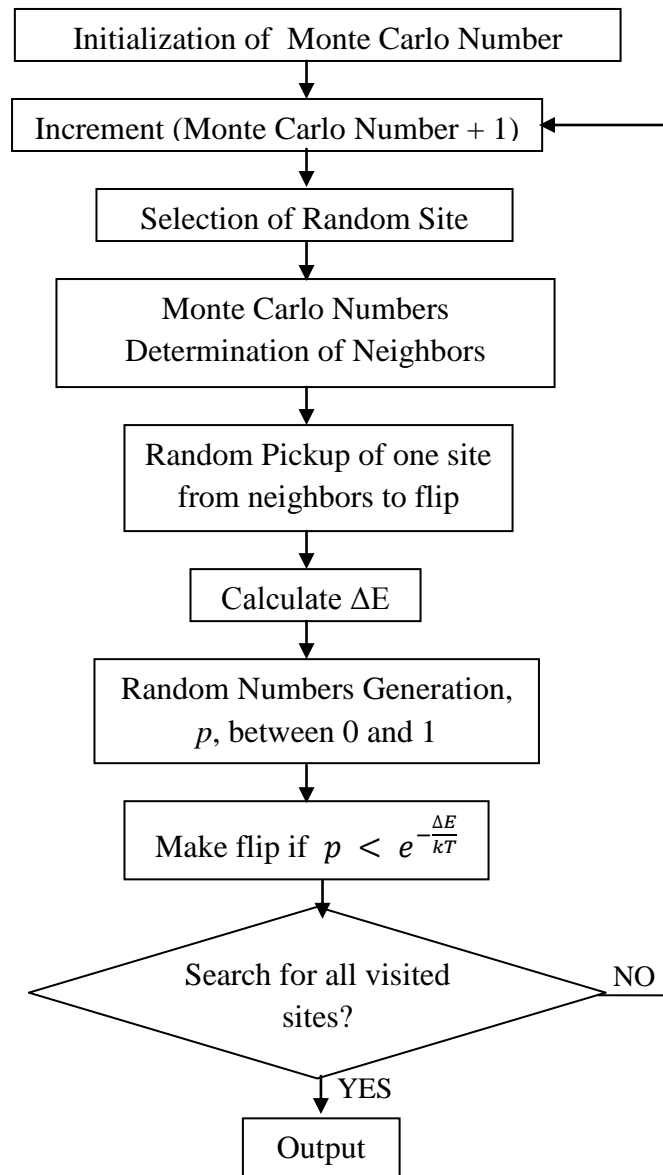 Initialization of Monte Carlo Number
Increment (Monte Carlo Number + 1)
Selection of Random Site
Monte Carlo Numbers
Determination of Neighbors
Random Pickup of one site
from neighbors to flip
Calculate ΔE
Random Numbers Generation,
p, between 0 and 1
Make flip if p < e^{-\frac{ΔE}{kT}}
Search for all visited
sites?
NO
YES
Output